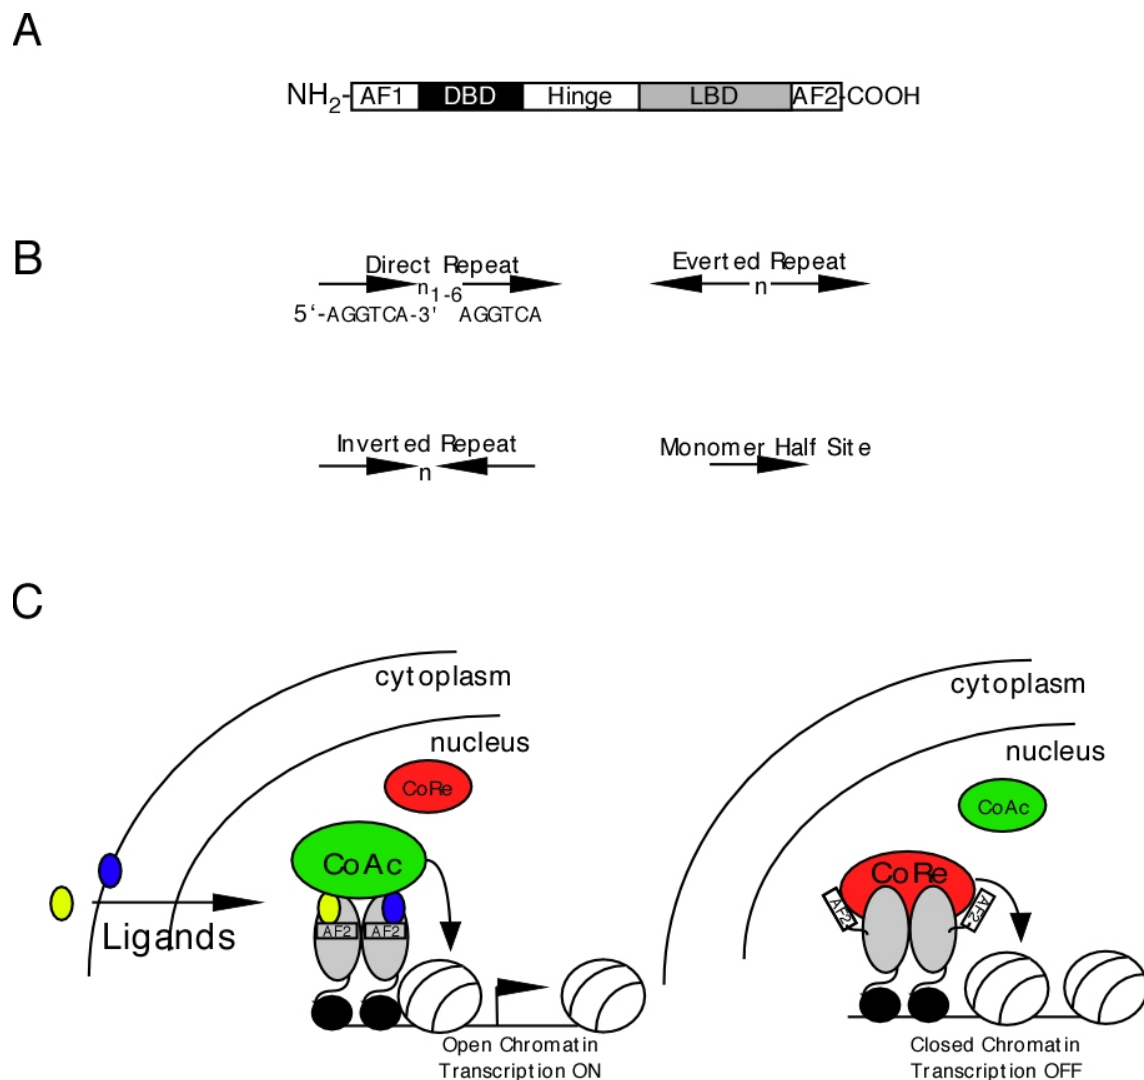 A
NH2-AF1 DBD Hinge LBD AF2-COOH
B
Direct Repeat
n1-6
5‘-AGGTCA-3' AGGTCA
Everted Repeat
n
Inverted Repeat
n
Monomer Half Site
C
cytoplasm
nucleus
CoRe
CoAc
AF2 AF2
Ligands
Open Chromatin
Transcription ON
cytoplasm
nucleus
CoAc
CoRe
AF2 AF2
Closed Chromatin
Transcription OFF